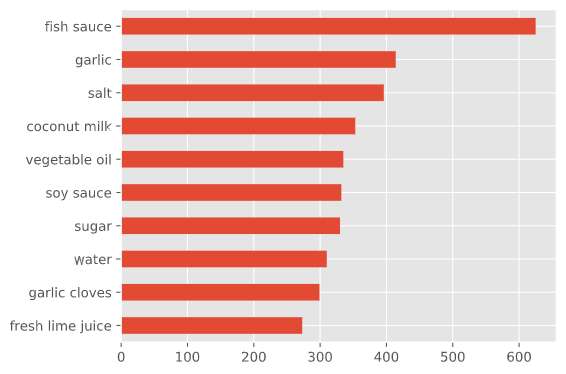 fish sauce
garlic
salt
coconut milk
vegetable oil
soy sauce
sugar
water
garlic cloves
fresh lime juice
0 100 200 300 400 500 600